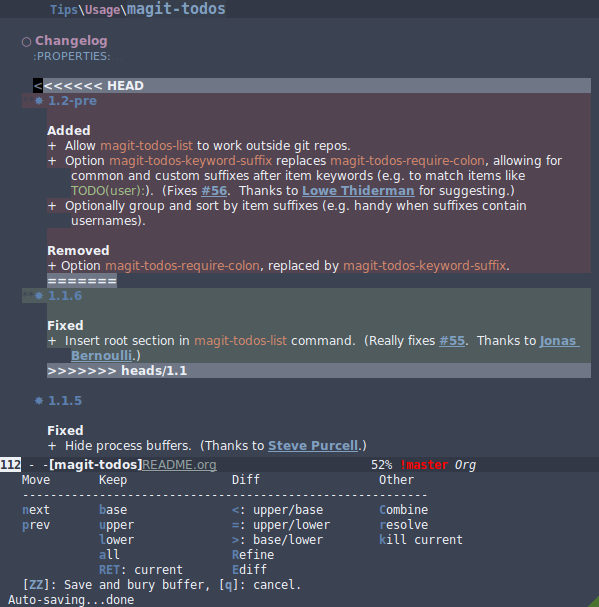 Tips\Usage\magit-todos
○ Changelog
:PROPERTIES:
<<<<<<< HEAD
✸ 1.2-pre
Added
+ Allow magit-todos-list to work outside git repos.
+ Option magit-todos-keyword-suffix replaces magit-todos-require-colon, allowing for
common and custom suffixes after item keywords (e.g. to match items like
TODO(user):). (Fixes #56. Thanks to Lowe Thiderman for suggesting.)
+ Optionally group and sort by item suffixes (e.g. handy when suffixes contain
usernames).
Removed
+ Option magit-todos-require-colon, replaced by magit-todos-keyword-suffix.
=======
✸ 1.1.6
Fixed
+ Insert root section in magit-todos-list command. (Really fixes #55. Thanks to Jonas
Bernoulli.)
>>>>>>> heads/1.1
✸ 1.1.5
Fixed
+ Hide process buffers. (Thanks to Steve Purcell.)
112 - -[magit-todos]README.org 52% !master Org
Move Keep Diff Other
--------------------------------------------------------
next base <: upper/base Combine
prev upper =: upper/lower resolve
lower >: base/lower kill current
all Refine
RET: current Ediff
[ZZ]: Save and bury buffer, [q]: cancel.
Auto-saving...done